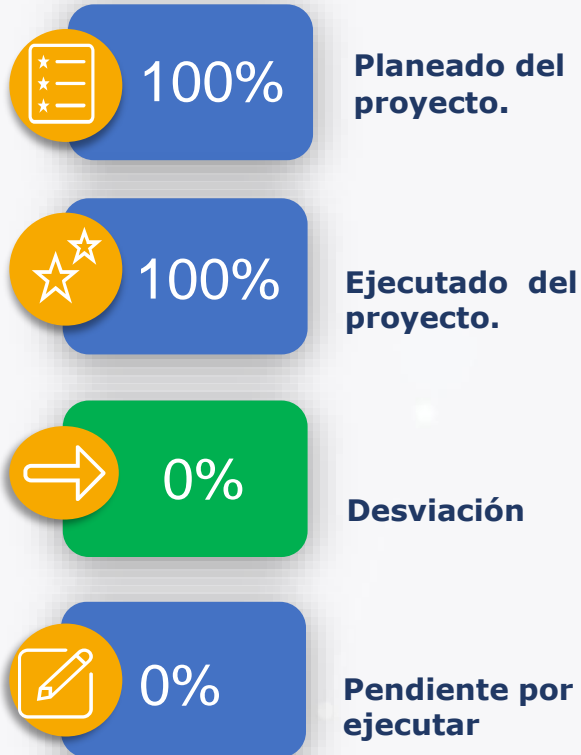 100%
Planeado del
proyecto.
100%
Ejecutado del
proyecto.
0%
Desviación
0%
Pendiente por
ejecutar